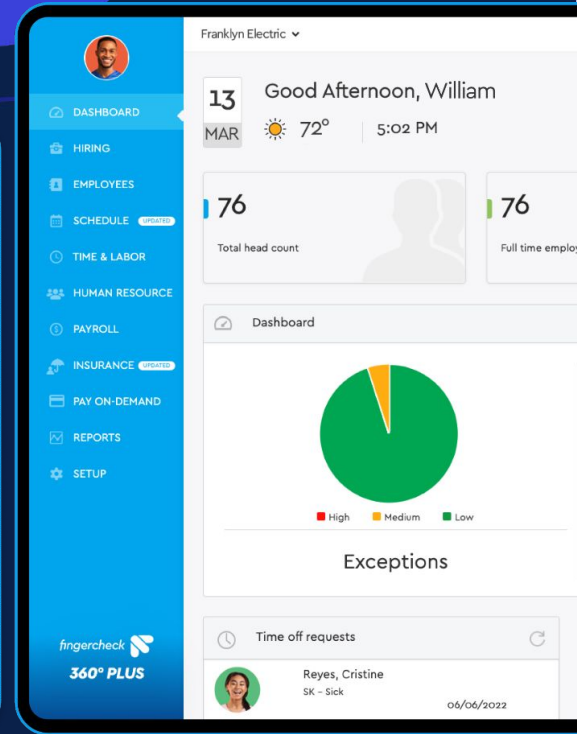 Franklyn Electric
13
MAR
Good Afternoon, William
72°
5:02 PM
DASHBOARD
HIRING
EMPLOYEES
SCHEDULE UPDATED
TIME & LABOR
HUMAN RESOURCE
PAYROLL
INSURANCE UPDATED
PAY ON-DEMAND
REPORTS
SETUP
fingercheck
360° PLUS
76
Total head count
76
Full time employ
Dashboard
High Medium Low
Exceptions
Time off requests
Reyes, Cristine
SK - Sick
06/06/2022